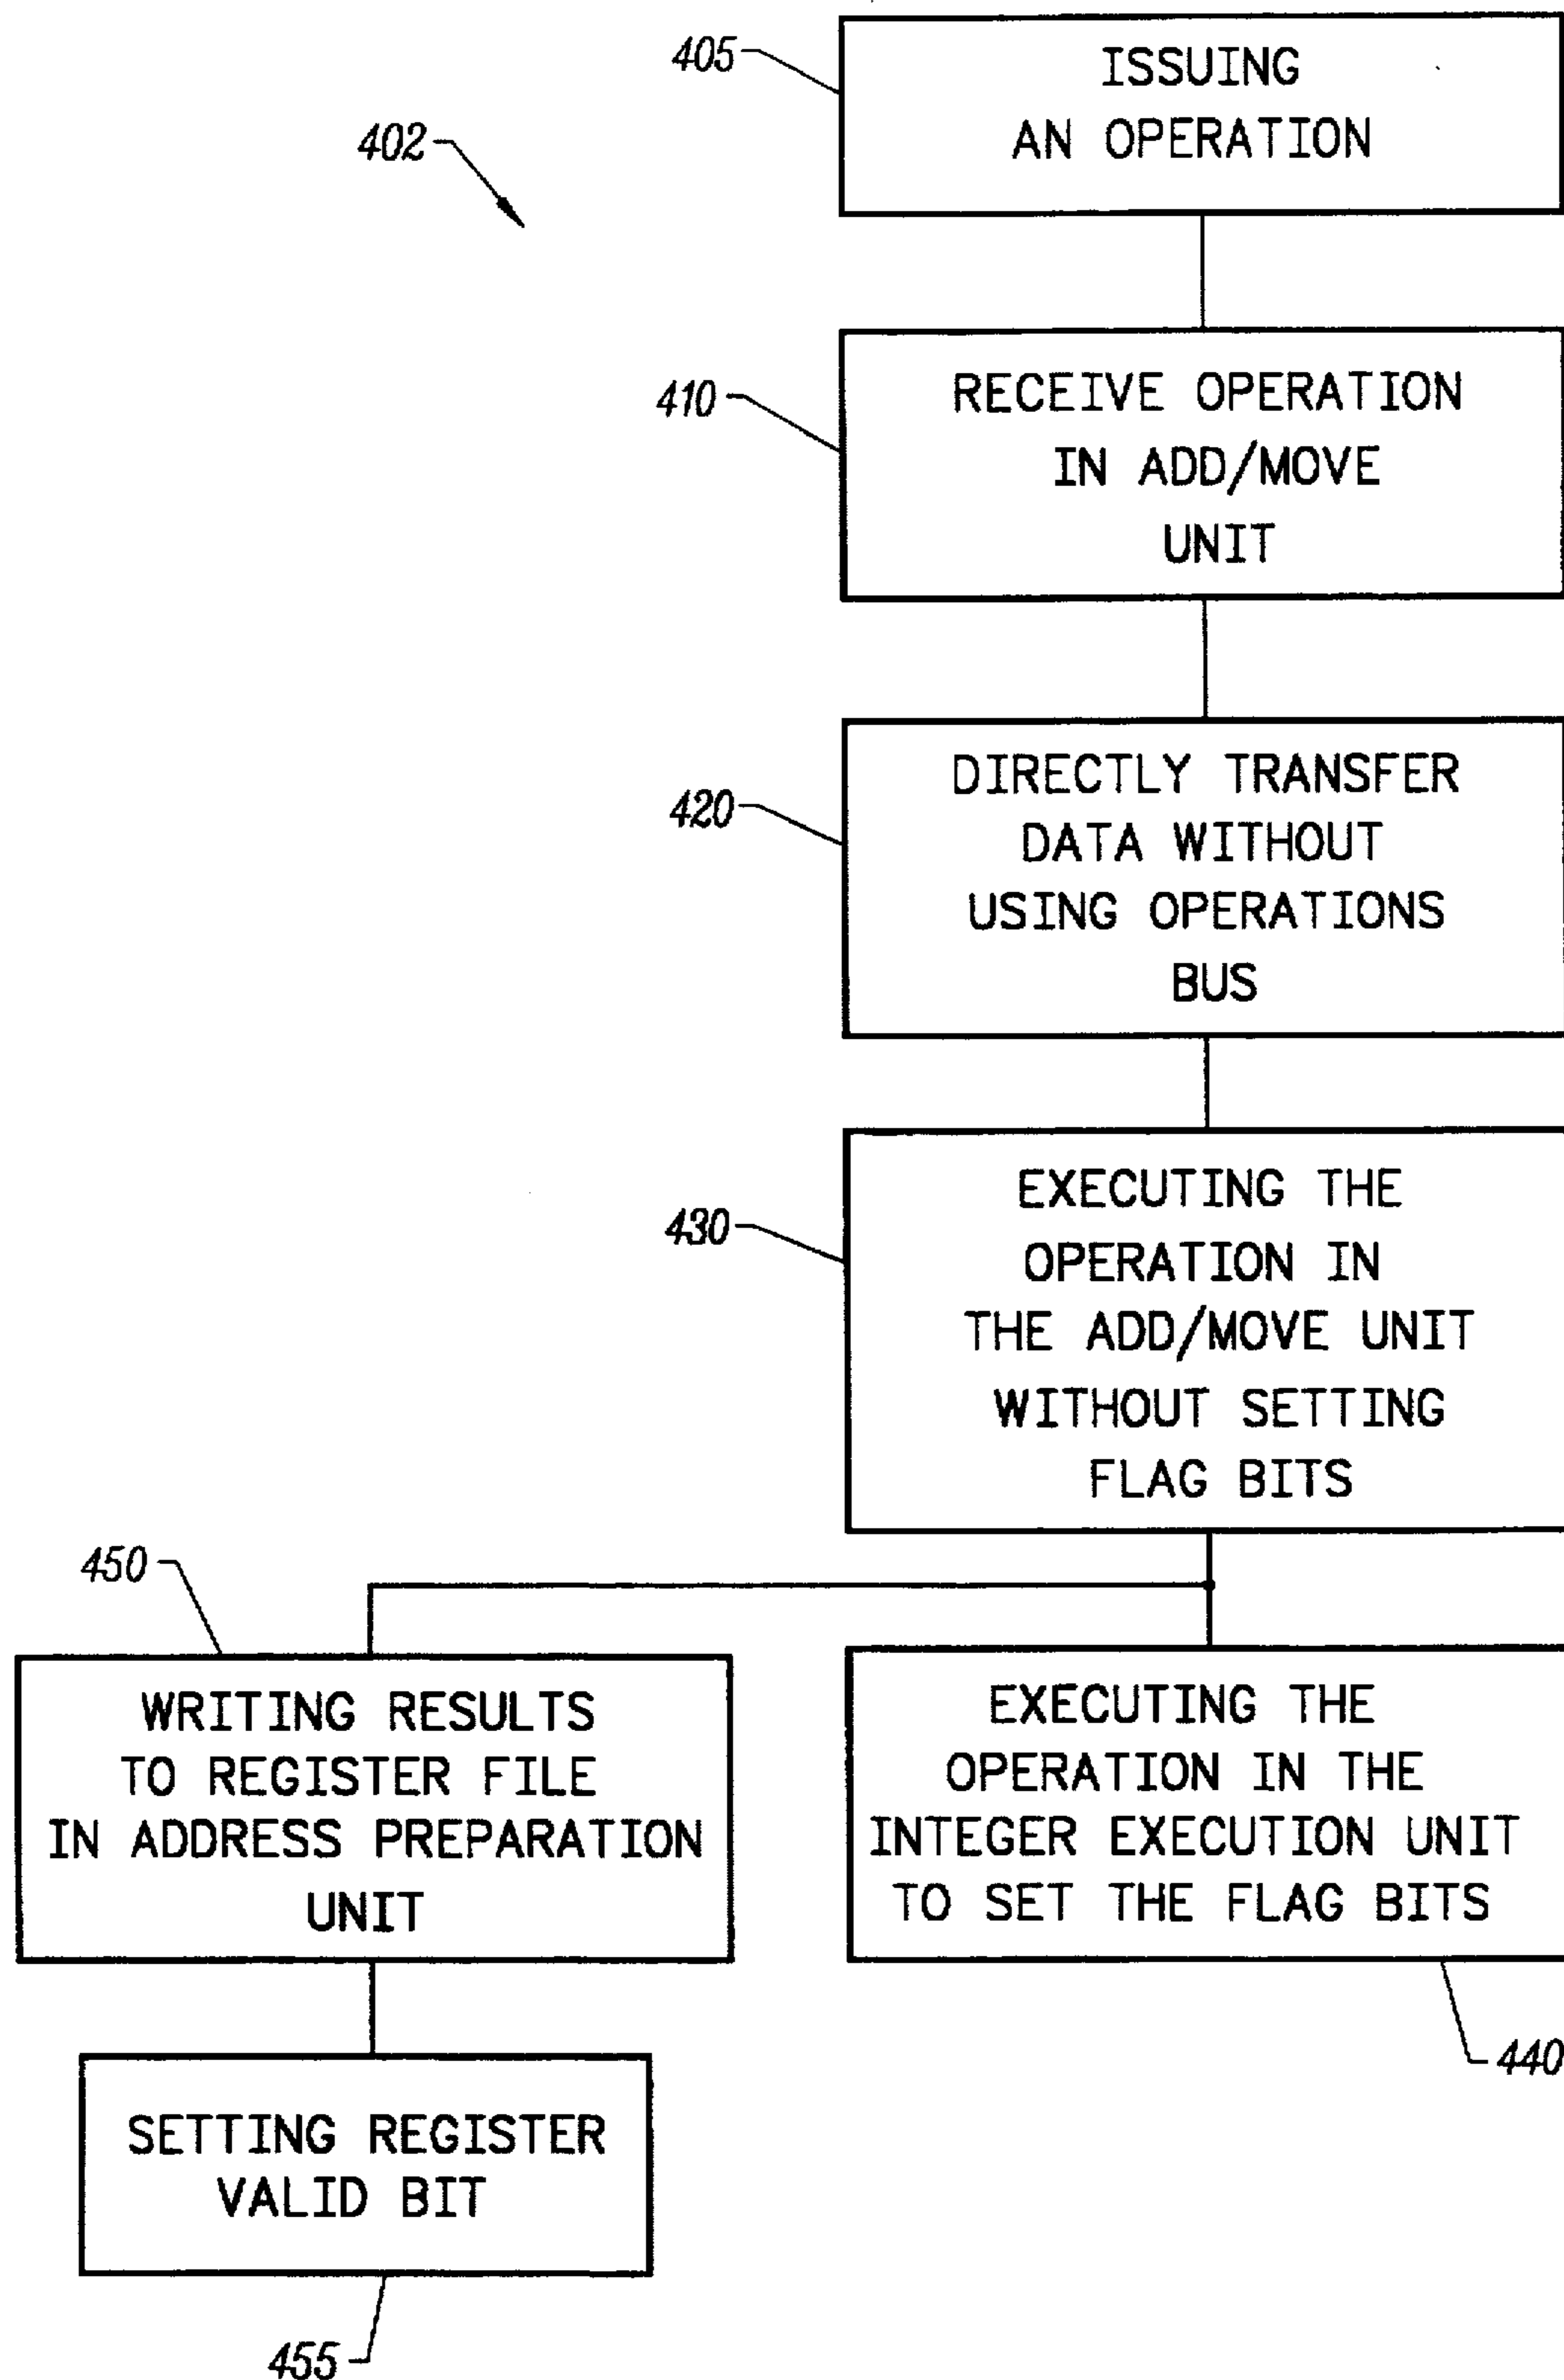 405
ISSUING
AN OPERATION
402
410
RECEIVE OPERATION
IN ADD/MOVE
UNIT
420
DIRECTLY TRANSFER
DATA WITHOUT
USING OPERATIONS
BUS
430
EXECUTING THE
OPERATION IN
THE ADD/MOVE UNIT
WITHOUT SETTING
FLAG BITS
450
WRITING RESULTS
TO REGISTER FILE
IN ADDRESS PREPARATION
UNIT
EXECUTING THE
OPERATION IN THE
INTEGER EXECUTION UNIT
TO SET THE FLAG BITS
440
SETTING REGISTER
VALID BIT
455